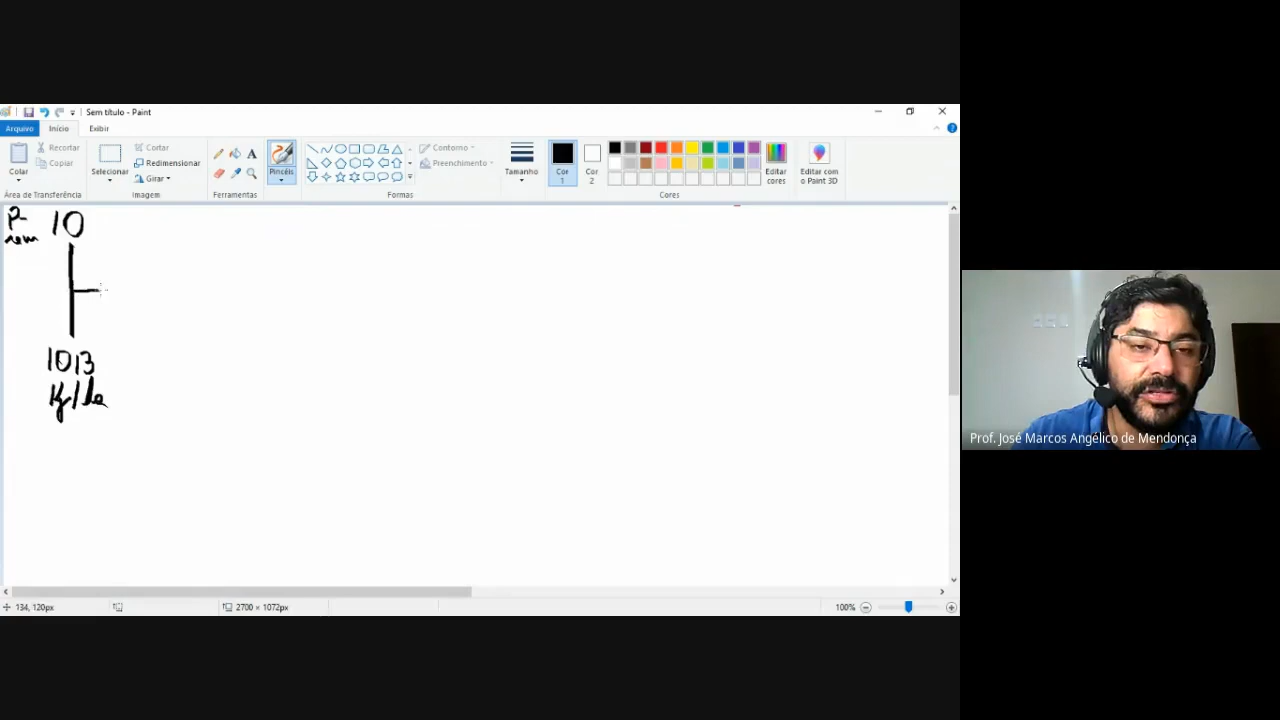 Sem título - Paint
Arquivo Início Exibir
Colar
Recortar
Copiar
Área de Transferência
Selecionar
Cortar
Redimensionar
Girar
Imagem
A
Ferramentas
Pincéis
Formas
Contorno
Preenchimento
Tamanho
Cor 1
Cor 2
Editar cores
Cores
Editar com o Paint 3D
P- 10
1013
Kg/ha
134, 120px
2700 × 1072px
100%
Prof. José Marcos Angélico de Mendonça